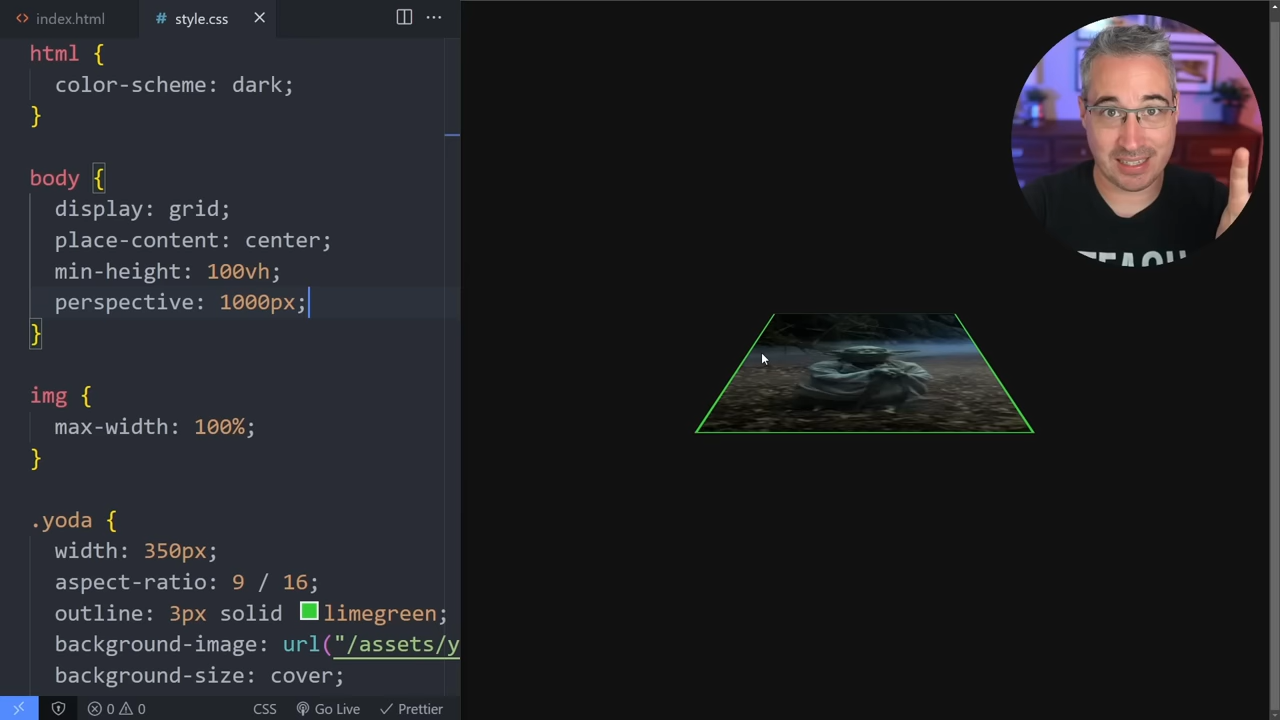 index.html
style.css
html {
color-scheme: dark;
}
body {
display: grid;
place-content: center;
min-height: 100vh;
perspective: 1000px;
}
img {
max-width: 100%;
}
.yoda {
width: 350px;
aspect-ratio: 9 / 16;
outline: 3px solid limegreen;
background-image: url("/assets/y
background-size: cover;
0 0
CSS
Go Live
Prettier
TEACH